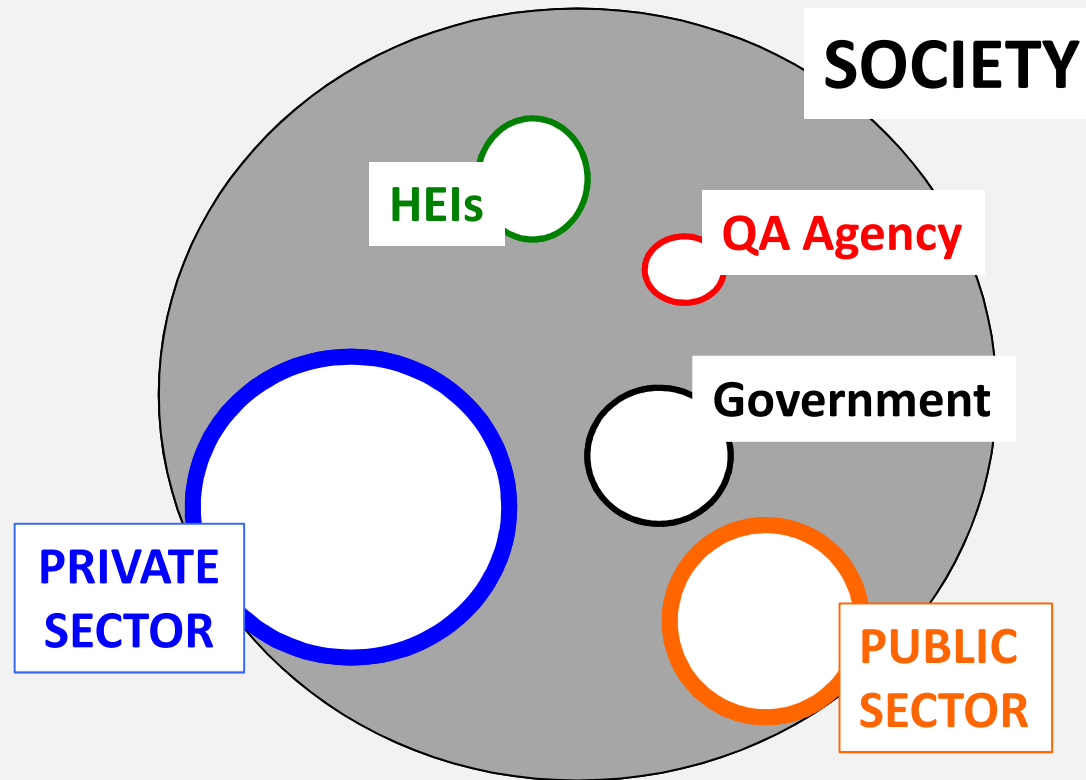 SOCIETY
HEIs
QA Agency
Government
PRIVATE
SECTOR
PUBLIC
SECTOR